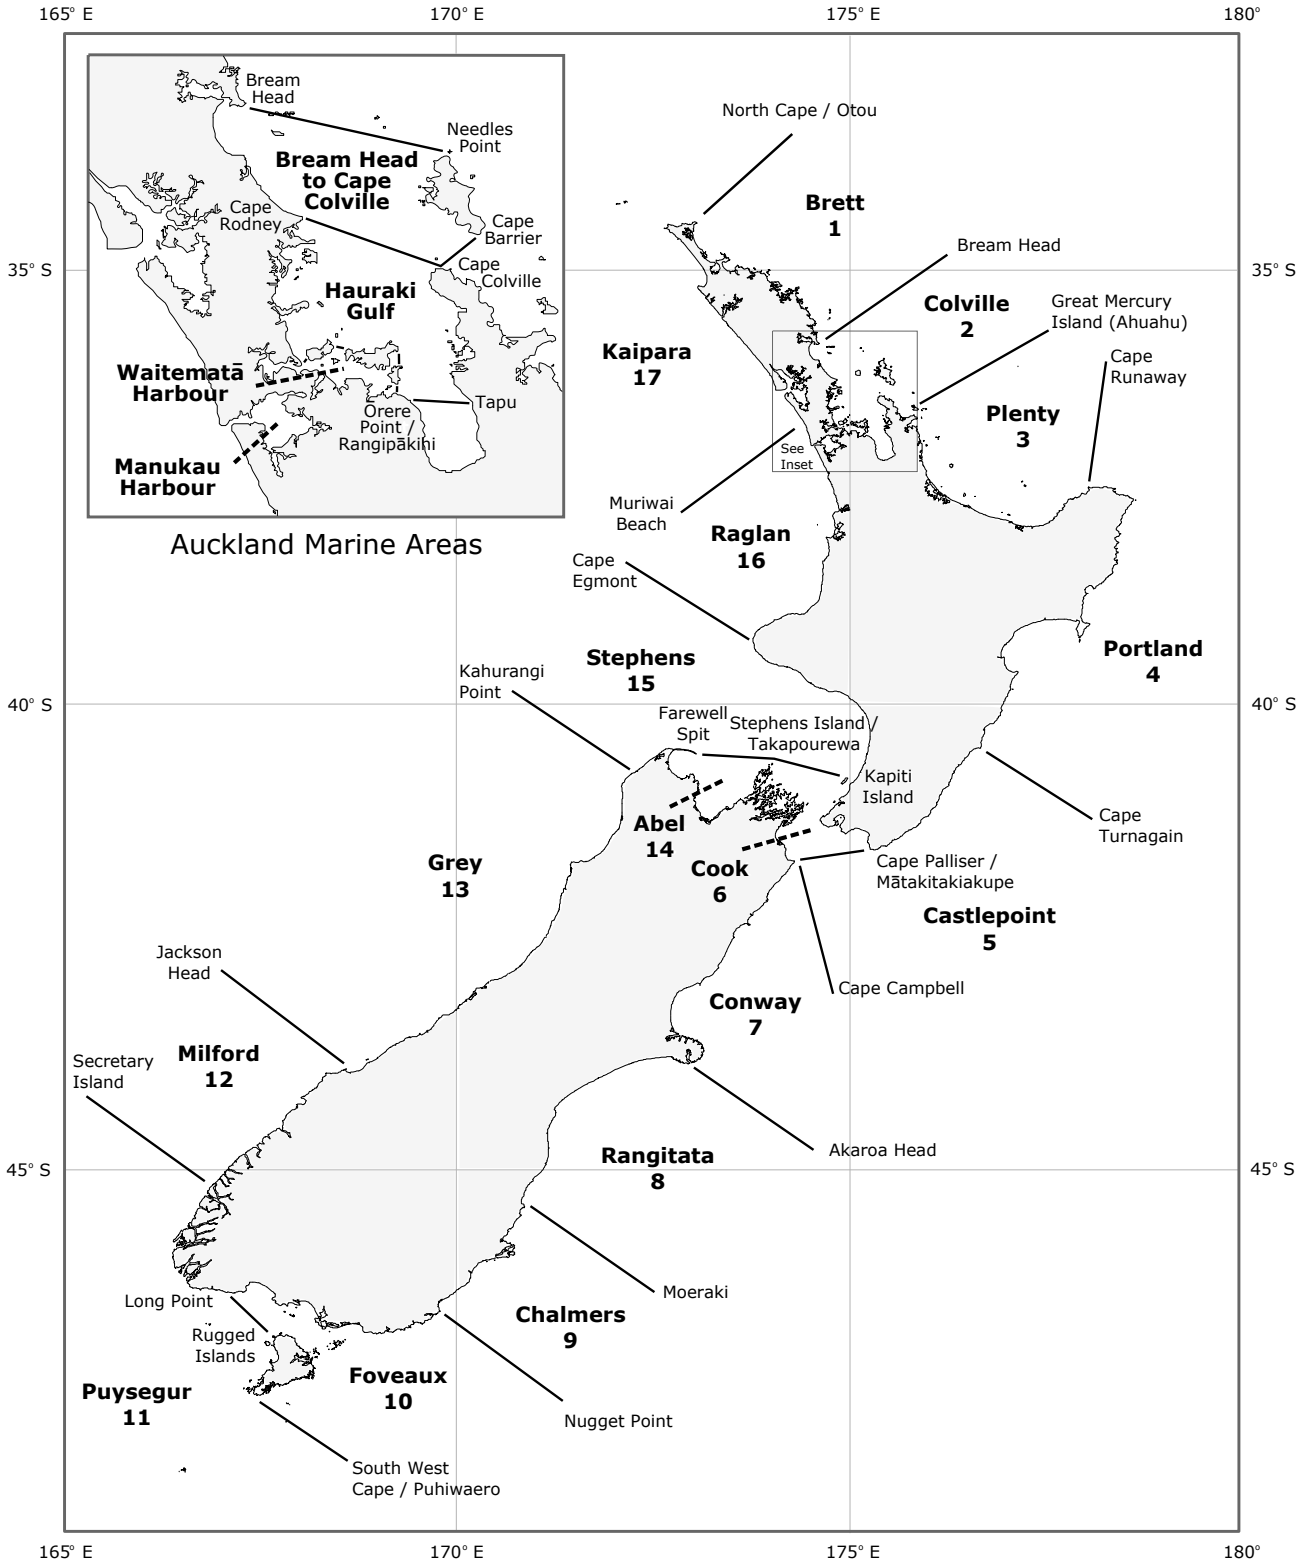 165° E
170° E
175° E
180°
Bream
Head
Needles
Point
Bream Head
to Cape
Colville
Cape
Rodney
Cape
Barrier
Cape
Colville
Hauraki
Gulf
Waitematā
Harbour
Orere
Point /
Rangipākihi
Tapu
Manukau
Harbour
Auckland Marine Areas
North Cape / Otou
Brett
1
Bream Head
35° S
35° S
Colville
2
Great Mercury
Island (Ahuahu)
Kaipara
17
Cape
Runaway
Plenty
3
See
Inset
Muriwai
Beach
Raglan
16
Cape
Egmont
Portland
4
Stephens
15
Kahurangi
Point
40° S
40° S
Farewell
Spit
Stephens Island /
Takapourewa
Kapiti
Island
Cape
Turnagain
Abel
14
Cook
6
Grey
13
Cape Palliser /
Mātakitakiakupe
Castlepoint
5
Jackson
Head
Cape Campbell
Conway
7
Milford
12
Secretary
Island
Akaroa Head
Rangitata
8
45° S
45° S
Moeraki
Long Point
Chalmers
9
Rugged
Islands
Foveaux
10
Puysegur
11
Nugget Point
South West
Cape / Puhiwaero
165° E
170° E
175° E
180°